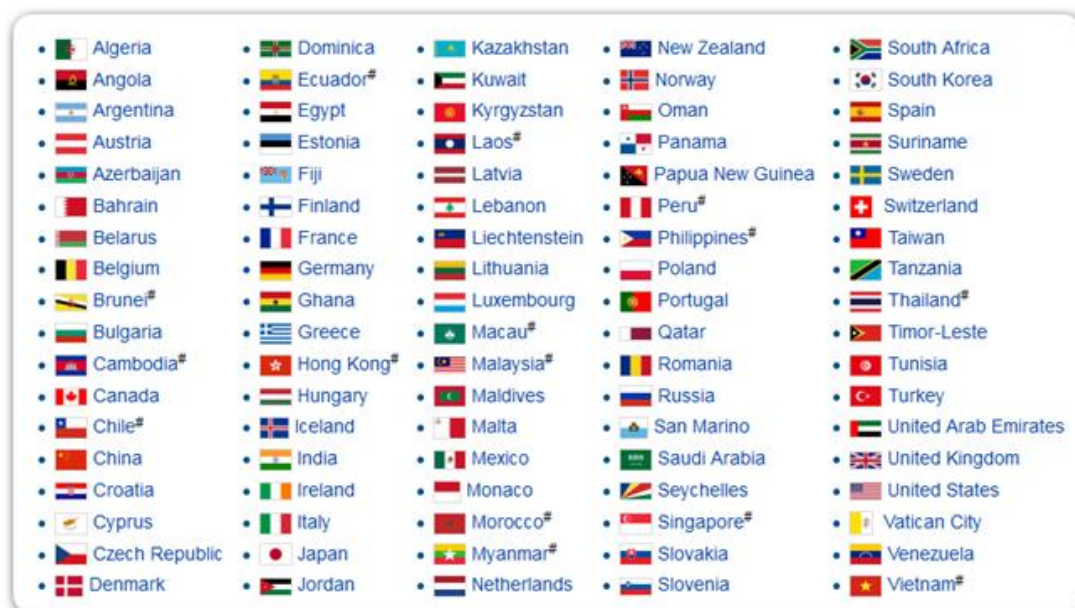 Algeria
Angola
Argentina
Austria
Azerbaijan
Bahrain
Belarus
Belgium
Brunei#
Bulgaria
Cambodia#
Canada
Chile#
China
Croatia
Cyprus
Czech Republic
Denmark
Dominica
Ecuador#
Egypt
Estonia
Fiji
Finland
France
Germany
Ghana
Greece
Hong Kong#
Hungary
Iceland
India
Ireland
Italy
Japan
Jordan
Kazakhstan
Kuwait
Kyrgyzstan
Laos#
Latvia
Lebanon
Liechtenstein
Lithuania
Luxembourg
Macau#
Malaysia#
Maldives
Malta
Mexico
Monaco
Morocco#
Myanmar#
Netherlands
New Zealand
Norway
Oman
Panama
Papua New Guinea
Peru#
Philippines#
Poland
Portugal
Qatar
Romania
Russia
San Marino
Saudi Arabia
Seychelles
Singapore#
Slovakia
Slovenia
South Africa
South Korea
Spain
Suriname
Sweden
Switzerland
Taiwan
Tanzania
Thailand#
Timor-Leste
Tunisia
Turkey
United Arab Emirates
United Kingdom
United States
Vatican City
Venezuela
Vietnam#